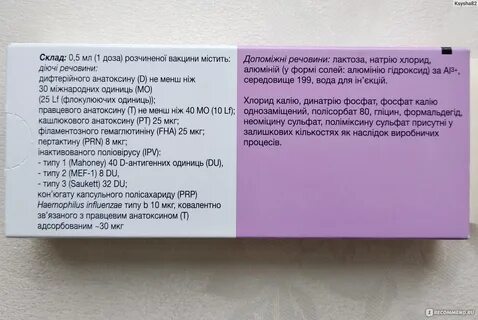 Ksysha82
Склад: 0,5 мл (1 доза) розчиненої вакцини містить:
діючі речовини:
дифтерійного анатоксину (D) не менш ніж
30 міжнародних одиниць (МО)
(25 Lf (флокулюючих одиниць));
правцевого анатоксину (T) не менш ніж 40 МО (10 Lf);
кашлюкового анатоксину (PT) 25 мкг;
філаментозного гемаглютиніну (FHA) 25 мкг;
пертактину (PRN) 8 мкг;
інактивованого поліовірусу (IPV):
- типу 1 (Mahoney) 40 D-антигенних одиниць (DU),
- типу 2 (MEF-1) 8 DU,
- типу 3 (Saukett) 32 DU;
кон'югату капсульного полісахариду (PRP)
Haemophilus influenzae типу b 10 мкг, ковалентно
зв'язаного з правцевим анатоксином (T)
адсорбованим ~30 мкг
Допоміжні речовини: лактоза, натрію хлорид,
алюміній (у формі солей: алюмінію гідроксид) за Al³⁺,
середовище 199, вода для ін'єкцій.
Хлорид калію, динатрію фосфат, фосфат калію
однозаміщений, полісорбат 80, гліцин, формальдегід,
неоміцину сульфат, поліміксину сульфат присутні у
залишкових кількостях як наслідок виробничих
процесів.
IRECOMMEND.RU